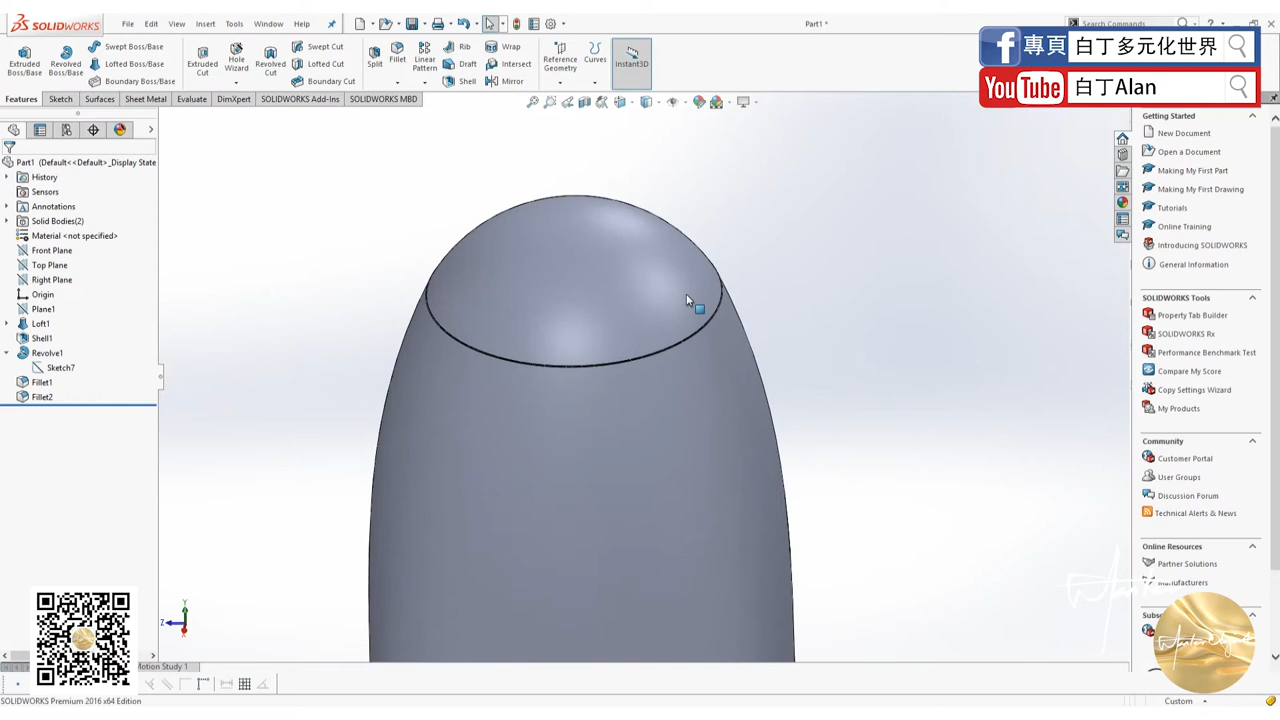 SOLIDWORKS
File Edit View Insert Tools Window Help
Part1 *
Search Commands
專頁 白丁多元化世界
YouTube 白丁Alan
Extruded Boss/Base
Revolved Boss/Base
Swept Boss/Base
Lofted Boss/Base
Boundary Boss/Base
Extruded Cut
Hole Wizard
Revolved Cut
Swept Cut
Lofted Cut
Boundary Cut
Split
Fillet
Linear Pattern
Rib
Draft
Shell
Wrap
Intersect
Mirror
Reference Geometry
Curves
Instant3D
Features Sketch Surfaces Sheet Metal Evaluate DimXpert SOLIDWORKS Add-Ins SOLIDWORKS MBD
Part1 (Default<<Default>_Display State
History
Sensors
Annotations
Solid Bodies(2)
Material <not specified>
Front Plane
Top Plane
Right Plane
Origin
Plane1
Loft1
Shell1
Revolve1
Sketch7
Fillet1
Fillet2
Y
Z
X
Getting Started
New Document
Open a Document
Making My First Part
Making My First Drawing
Tutorials
Online Training
Introducing SOLIDWORKS
General Information
SOLIDWORKS Tools
Property Tab Builder
SOLIDWORKS Rx
Performance Benchmark Test
Compare My Score
Copy Settings Wizard
My Products
Community
Customer Portal
User Groups
Discussion Forum
Technical Alerts & News
Online Resources
Partner Solutions
Manufacturers
Motion Study 1
SOLIDWORKS Premium 2016 x64 Edition
Custom